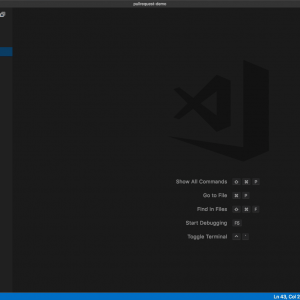 pullrequest-demo
Show All Commands ⇧ ⌘ P
Go to File ⌘ P
Find in Files ⇧ ⌘ F
Start Debugging F5
Toggle Terminal ⌃ `
Ln 43, Col 2